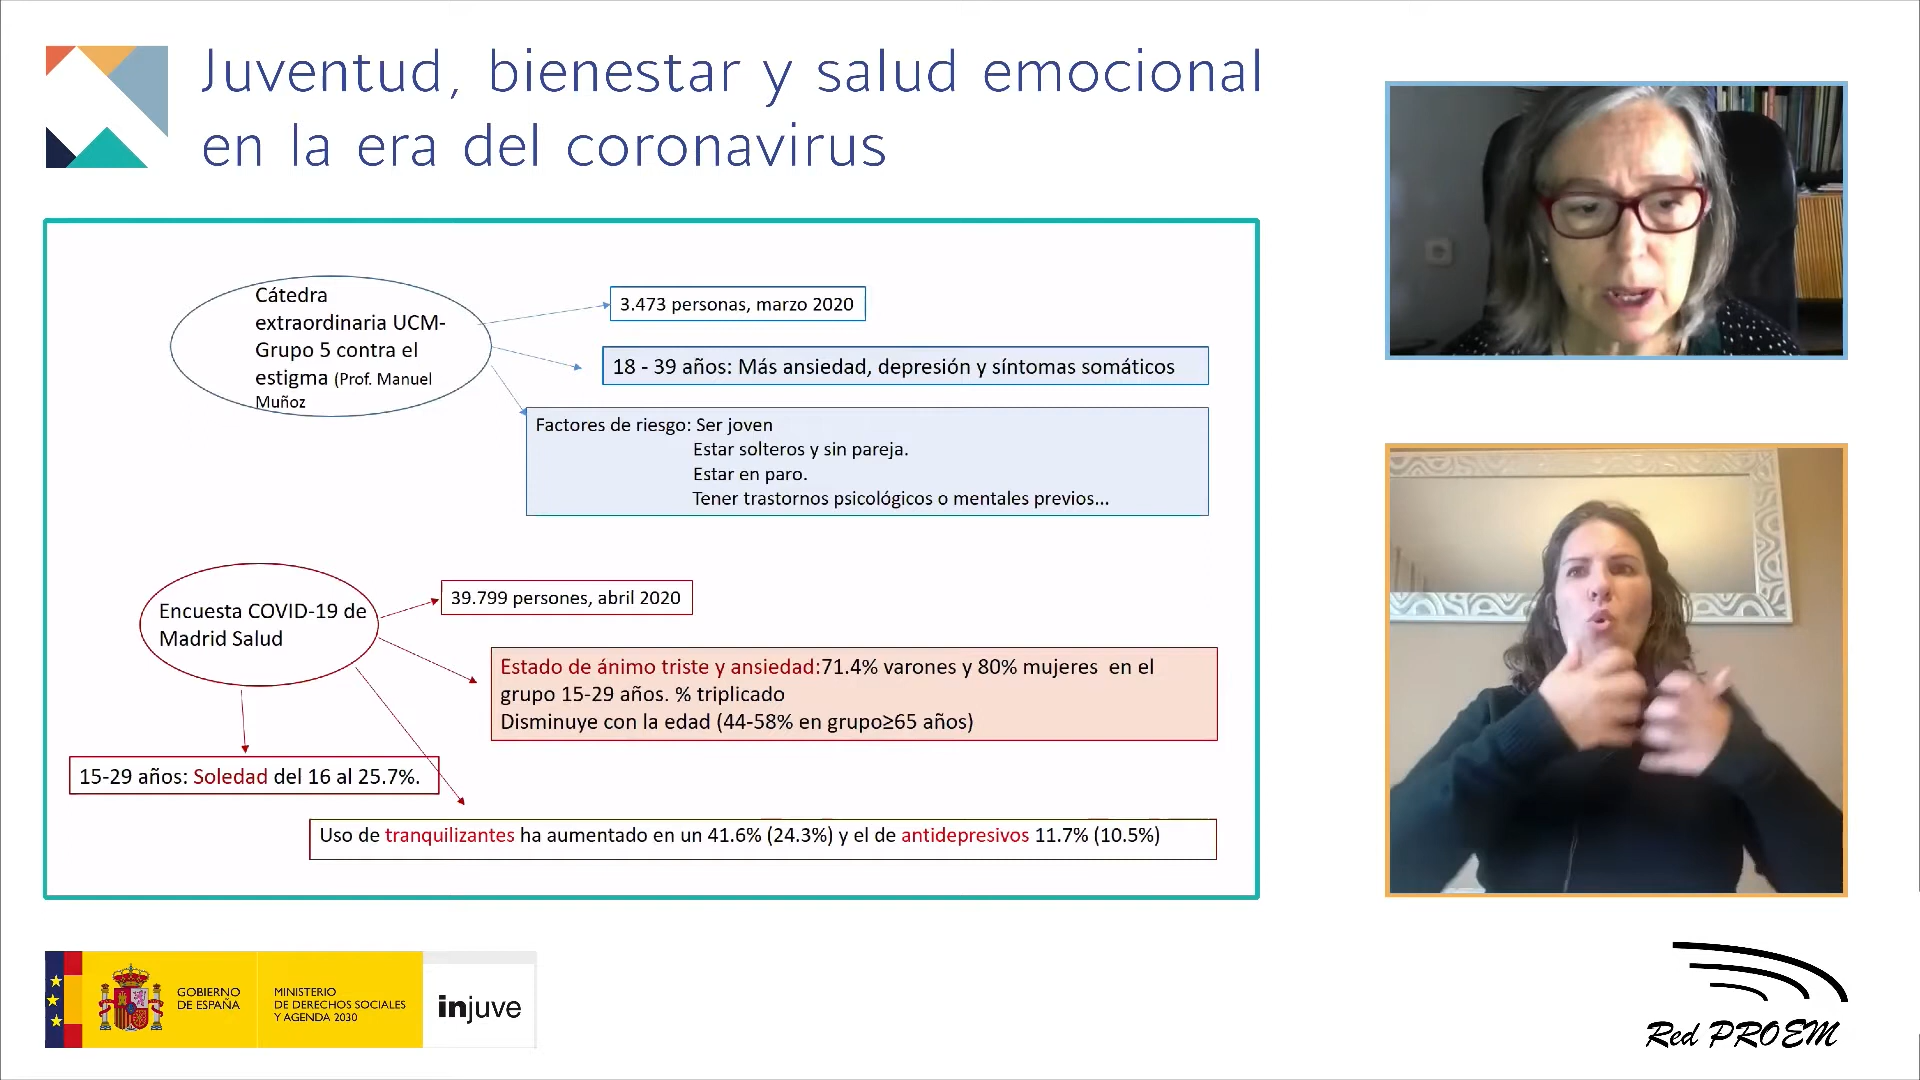 Juventud, bienestar y salud emocional
en la era del coronavirus
Cátedra
extraordinaria UCM-
Grupo 5 contra el
estigma (Prof. Manuel
Muñoz
3.473 personas, marzo 2020
18 - 39 años: Más ansiedad, depresión y síntomas somáticos
Factores de riesgo: Ser joven
Estar solteros y sin pareja.
Estar en paro.
Tener trastornos psicológicos o mentales previos...
Encuesta COVID-19 de
Madrid Salud
39.799 persones, abril 2020
Estado de ánimo triste y ansiedad:71.4% varones y 80% mujeres en el
grupo 15-29 años. % triplicado
Disminuye con la edad (44-58% en grupo≥65 años)
15-29 años: Soledad del 16 al 25.7%.
Uso de tranquilizantes ha aumentado en un 41.6% (24.3%) y el de antidepresivos 11.7% (10.5%)
GOBIERNO
DE ESPAÑA
MINISTERIO
DE DERECHOS SOCIALES
Y AGENDA 2030
injuve
Red PROEM